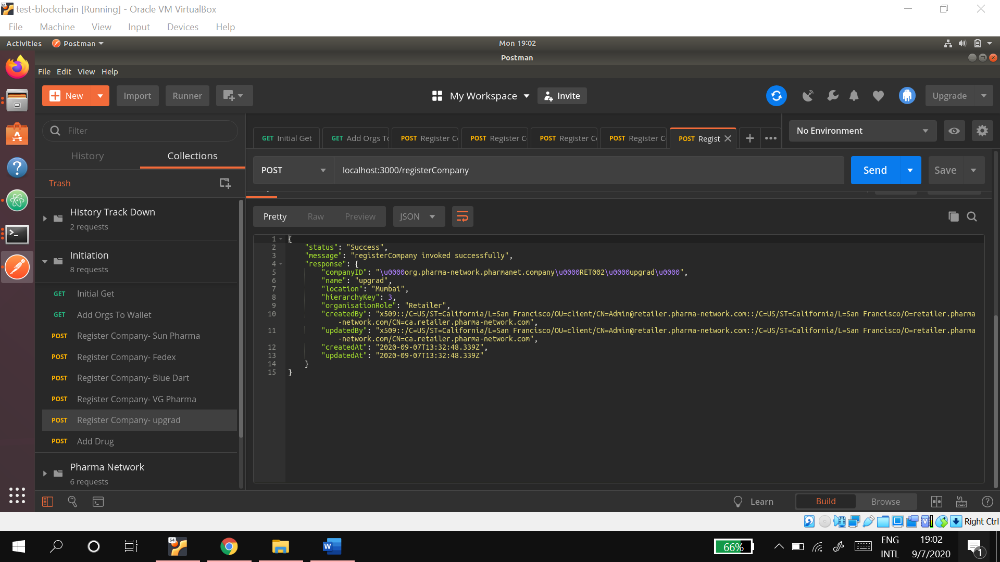 test-blockchain [Running] - Oracle VM VirtualBox
File Machine View Input Devices Help
Activities Postman Mon 19:02
Postman
File Edit View Help
New Import Runner My Workspace Invite Upgrade
Filter
GET Initial Get GET Add Orgs To POST Register Co POST Register Co POST Register Co POST Register Co POST Regist No Environment
History Collections
POST localhost:3000/registerCompany Send Save
Trash
History Track Down
2 requests
Initiation
8 requests
GET Initial Get
GET Add Orgs To Wallet
POST Register Company- Sun Pharma
POST Register Company- Fedex
POST Register Company- Blue Dart
POST Register Company- VG Pharma
POST Register Company- upgrad
POST Add Drug
Pharma Network
6 requests
Pretty Raw Preview JSON
1 {
2 "status": "Success",
3 "message": "registerCompany invoked successfully",
4 "response": {
5 "companyID": "\u0000org.pharma-network.pharmanet.company\u0000RET002\u0000upgrad\u0000",
6 "name": "upgrad",
7 "location": "Mumbai",
8 "hierarchyKey": 3,
9 "organisationRole": "Retailer",
10 "createdBy": "x509::/C=US/ST=California/L=San Francisco/OU=client/CN=Admin@retailer.pharma-network.com::/C=US/ST=California/L=San Francisco/O=retailer.pharma
-network.com/CN=ca.retailer.pharma-network.com",
11 "updatedBy": "x509::/C=US/ST=California/L=San Francisco/OU=client/CN=Admin@retailer.pharma-network.com::/C=US/ST=California/L=San Francisco/O=retailer.pharma
-network.com/CN=ca.retailer.pharma-network.com",
12 "createdAt": "2020-09-07T13:32:48.339Z",
13 "updatedAt": "2020-09-07T13:32:48.339Z"
14 }
15 }
Learn Build Browse
Right Ctrl
64
66%
ENG
INTL
19:02
9/7/2020
1